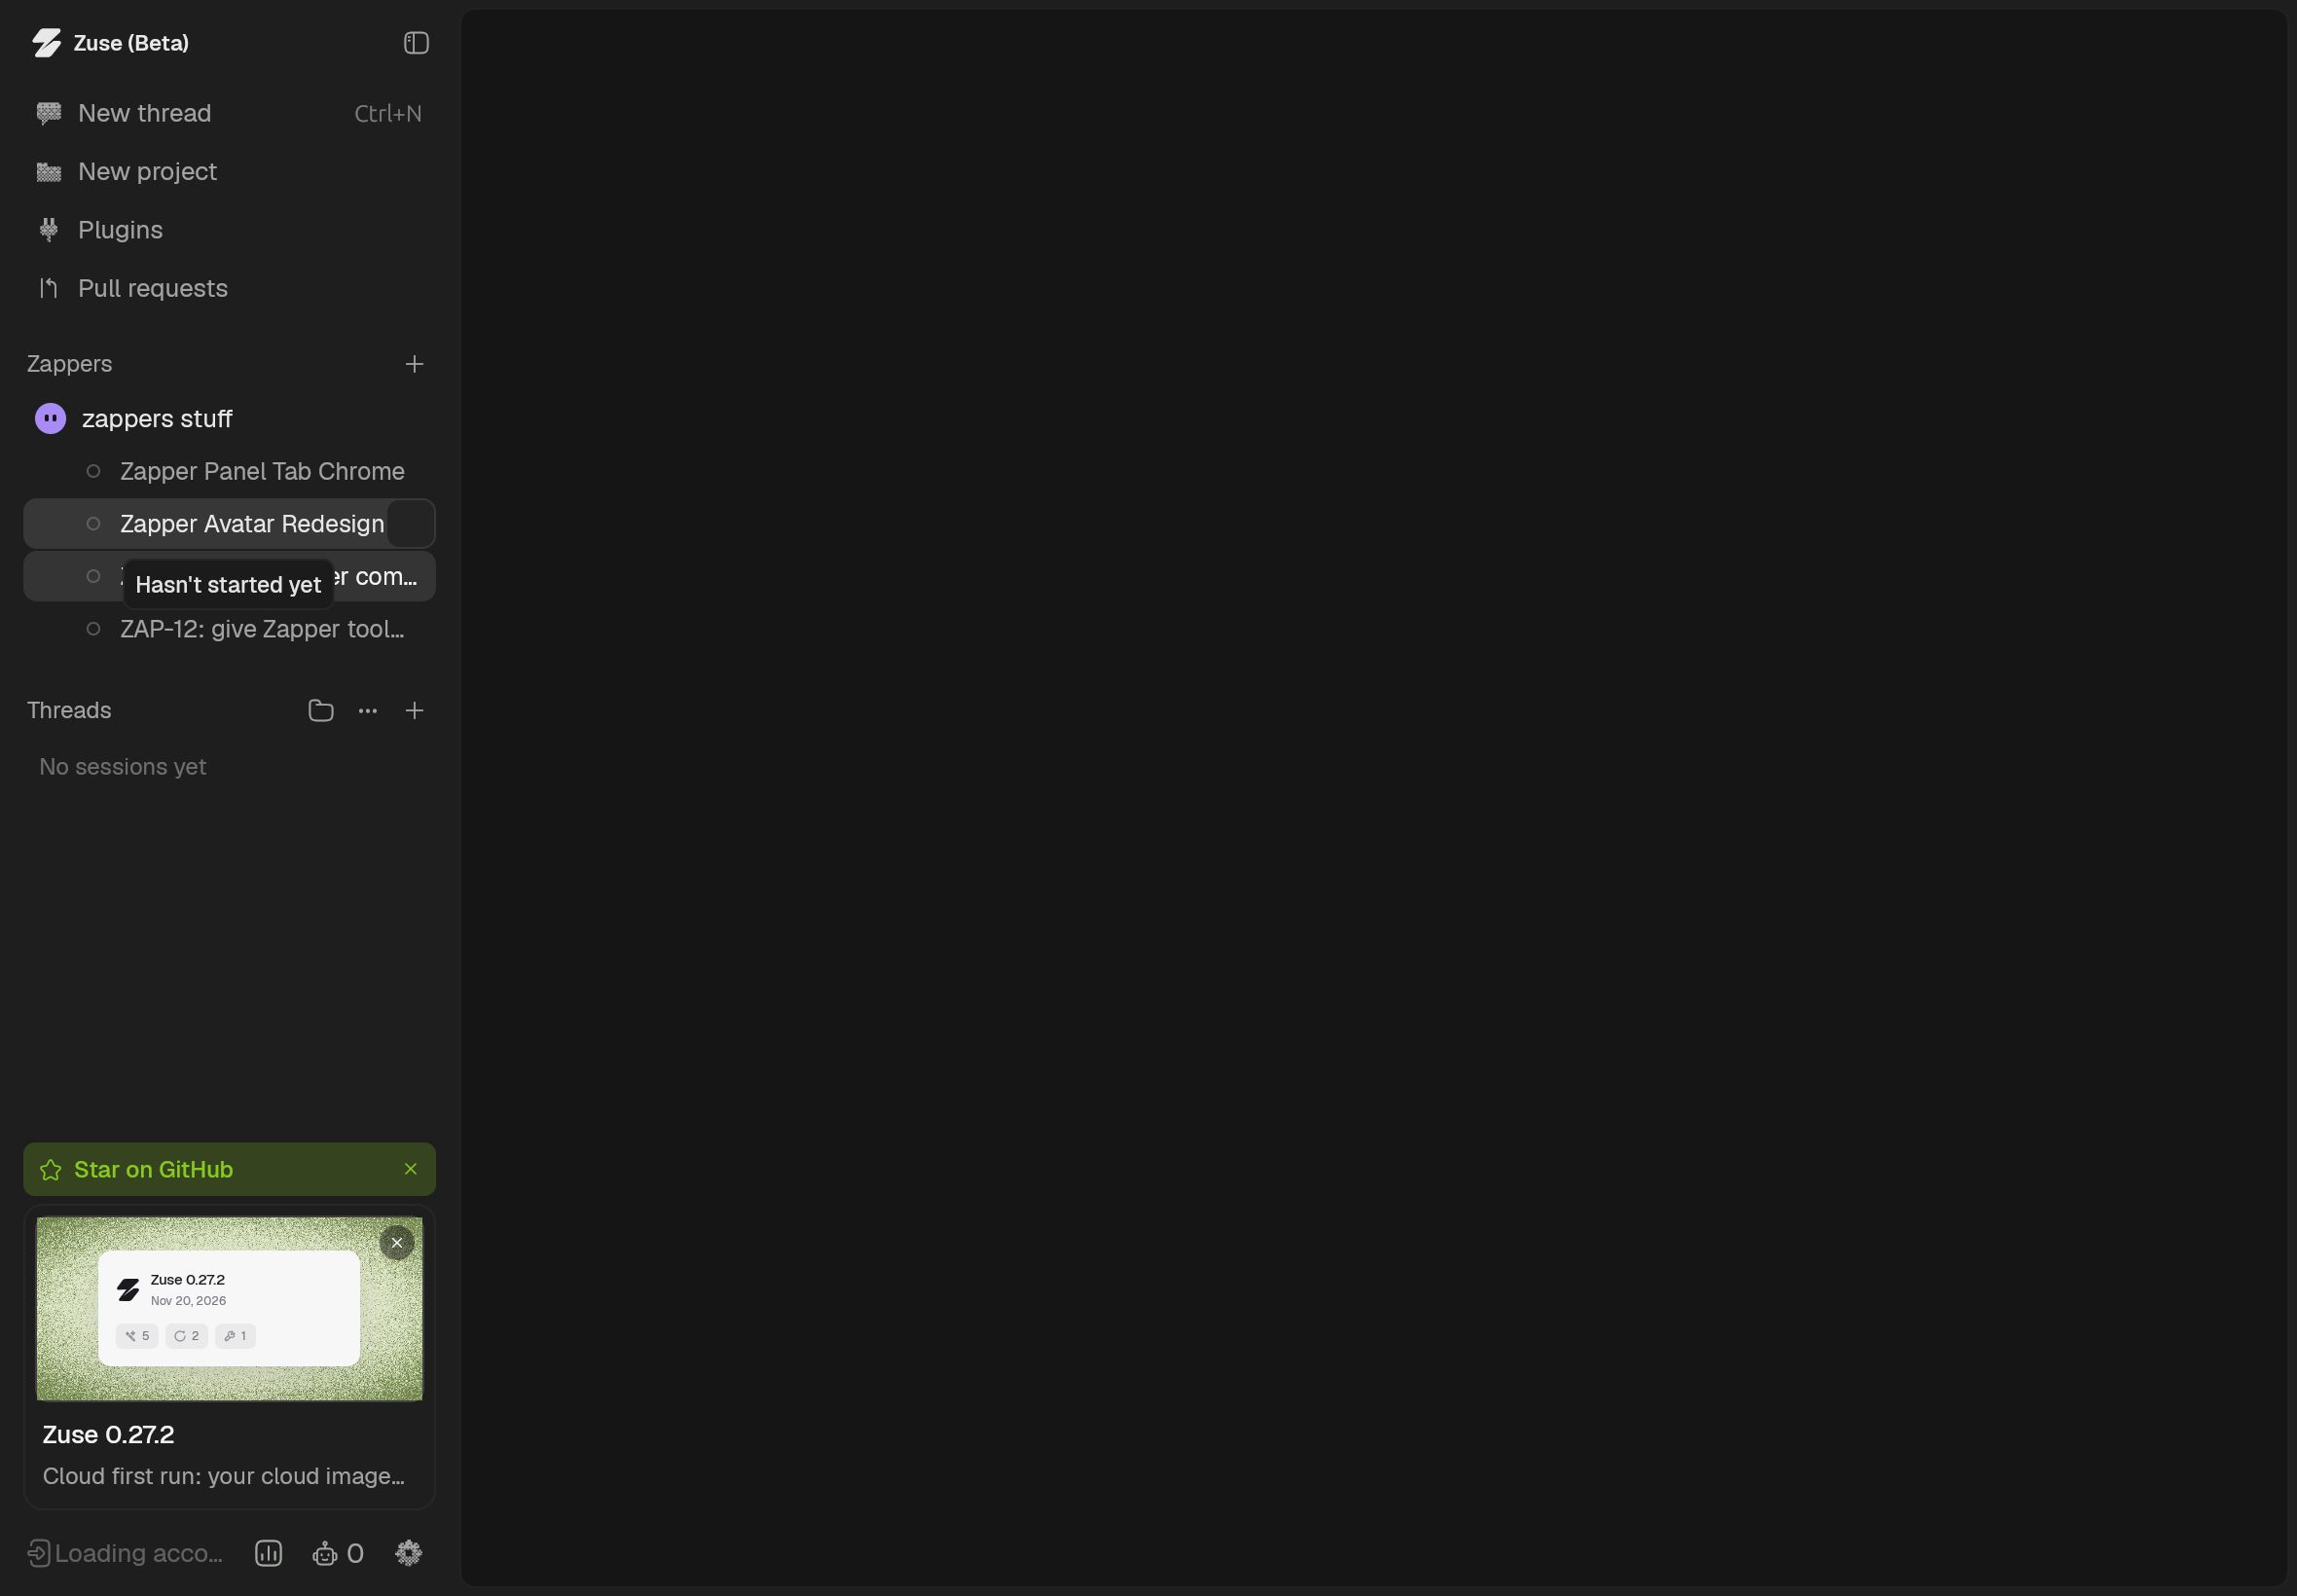 Zuse (Beta)
New thread Ctrl+N
New project
Plugins
Pull requests
Zappers
zappers stuff
Zapper Panel Tab Chrome
Zapper Avatar Redesign
er com...
Hasn't started yet
ZAP-12: give Zapper tool...
Threads
No sessions yet
Star on GitHub
Zuse 0.27.2
Nov 20, 2026
5 2 1
Zuse 0.27.2
Cloud first run: your cloud image...
Loading acco... 0